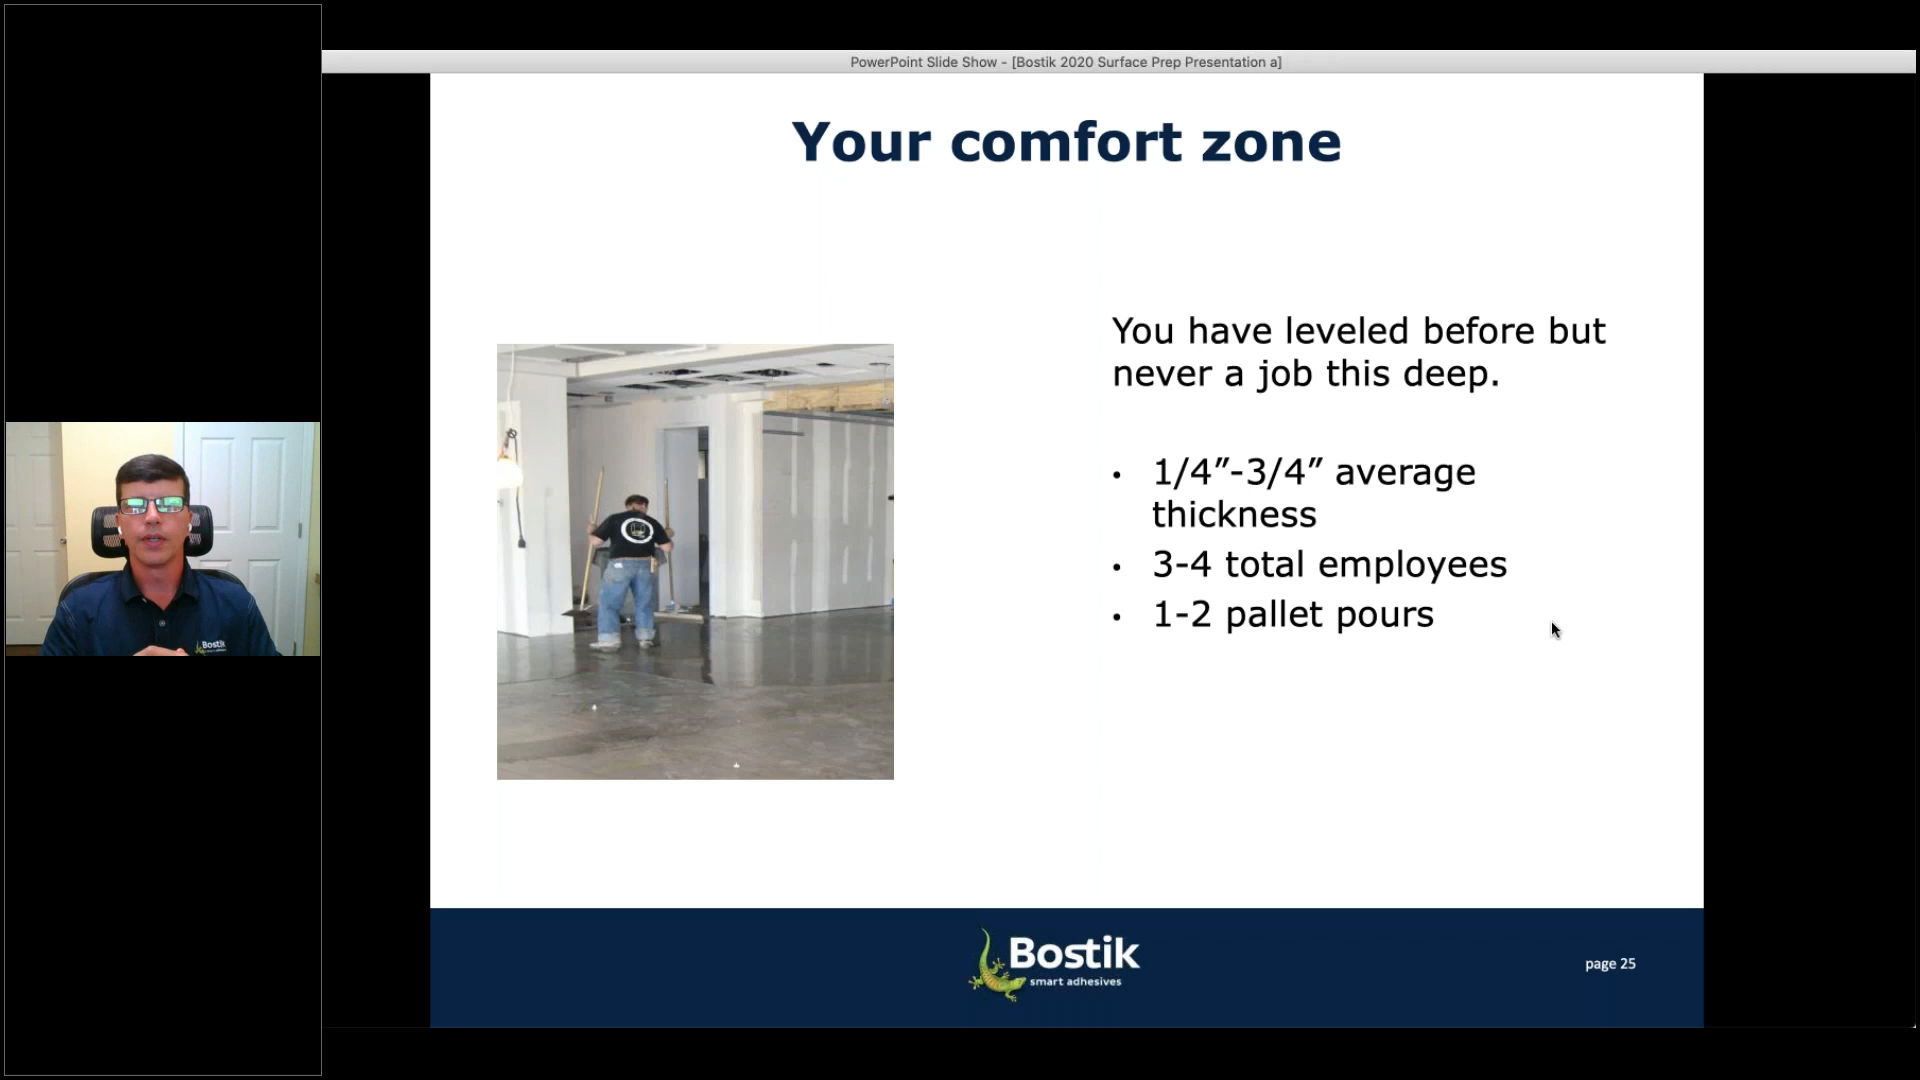 PowerPoint Slide Show - [Bostik 2020 Surface Prep Presentation a]
Your comfort zone
You have leveled before but
never a job this deep.
• 1/4”-3/4” average
thickness
• 3-4 total employees
• 1-2 pallet pours
Bostik
Bostik
smart adhesives
page 25